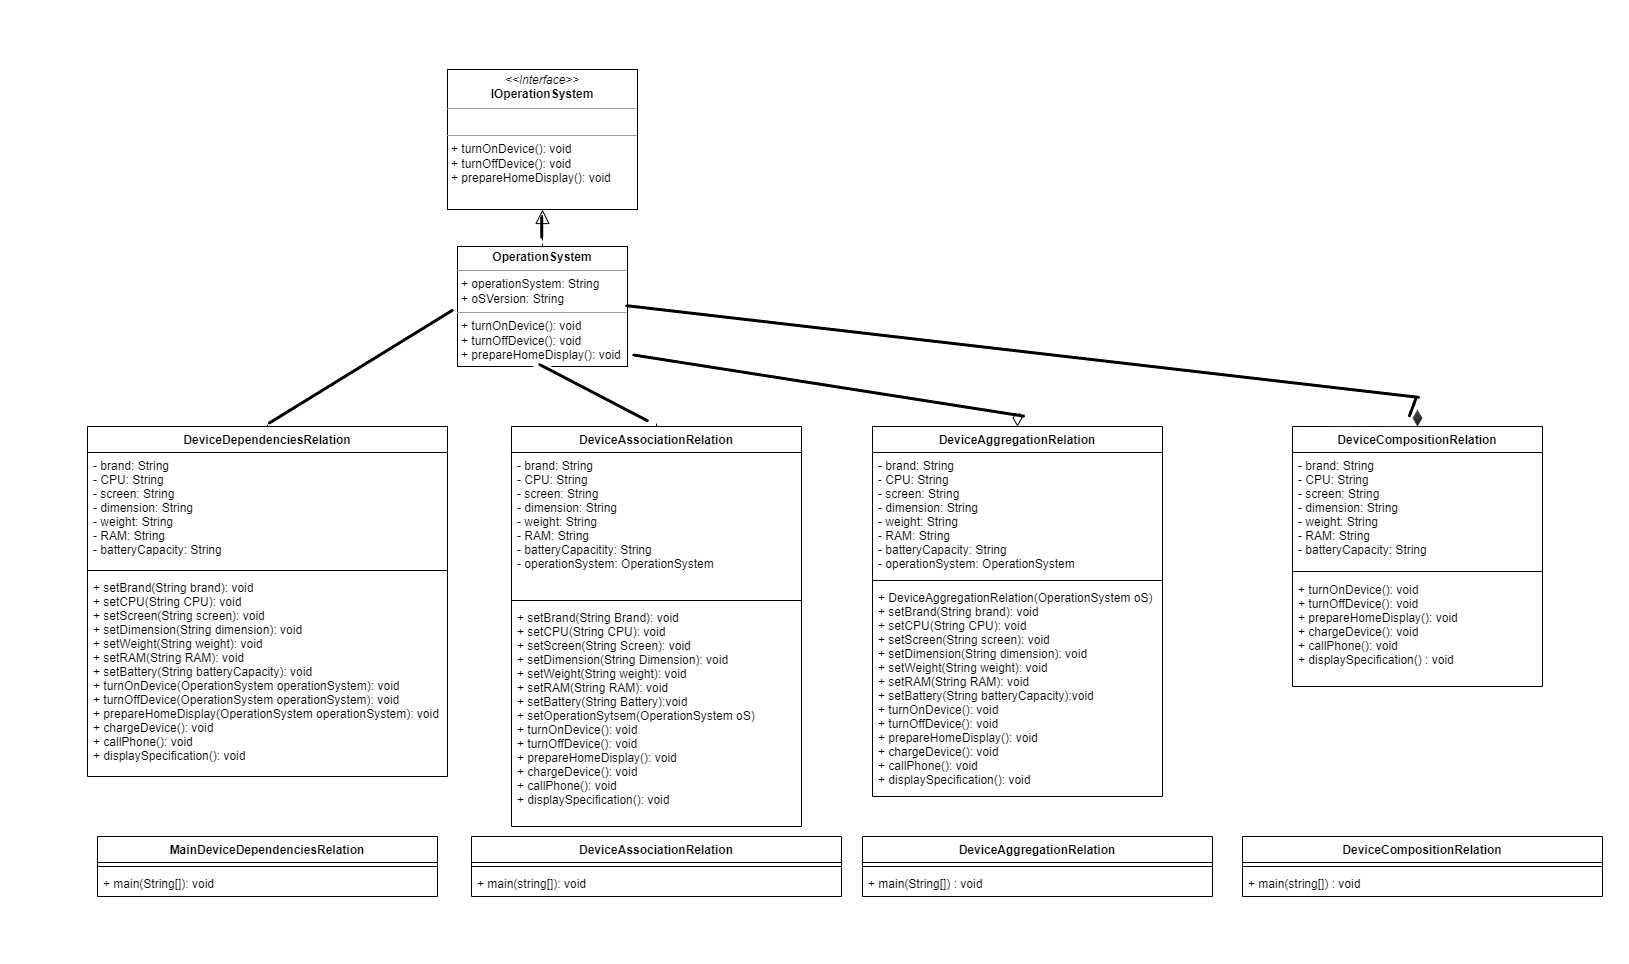 <<Interface>>
IOperationSystem
+ turnOnDevice(): void
+ turnOffDevice(): void
+ prepareHomeDisplay(): void
OperationSystem
+ operationSystem: String
+ oSVersion: String
+ turnOnDevice(): void
+ turnOffDevice(): void
+ prepareHomeDisplay(): void
DeviceDependenciesRelation
- brand: String
- CPU: String
- screen: String
- dimension: String
- weight: String
- RAM: String
- batteryCapacity: String
+ setBrand(String brand): void
+ setCPU(String CPU): void
+ setScreen(String screen): void
+ setDimension(String dimension): void
+ setWeight(String weight): void
+ setRAM(String RAM): void
+ setBattery(String batteryCapacity): void
+ turnOnDevice(OperationSystem operationSystem): void
+ turnOffDevice(OperationSystem operationSystem): void
+ prepareHomeDisplay(OperationSystem operationSystem): void
+ chargeDevice(): void
+ callPhone(): void
+ displaySpecification(): void
DeviceAssociationRelation
- brand: String
- CPU: String
- screen: String
- dimension: String
- weight: String
- RAM: String
- batteryCapacitity: String
- operationSystem: OperationSystem
+ setBrand(String Brand): void
+ setCPU(String CPU): void
+ setScreen(String Screen): void
+ setDimension(String Dimension): void
+ setWeight(String weight): void
+ setRAM(String RAM): void
+ setBattery(String Battery):void
+ setOperationSytsem(OperationSystem oS)
+ turnOnDevice(): void
+ turnOffDevice(): void
+ prepareHomeDisplay(): void
+ chargeDevice(): void
+ callPhone(): void
+ displaySpecification(): void
DeviceAggregationRelation
- brand: String
- CPU: String
- screen: String
- dimension: String
- weight: String
- RAM: String
- batteryCapacity: String
- operationSystem: OperationSystem
+ DeviceAggregationRelation(OperationSystem oS)
+ setBrand(String brand): void
+ setCPU(String CPU): void
+ setScreen(String screen): void
+ setDimension(String dimension): void
+ setWeight(String weight): void
+ setRAM(String RAM): void
+ setBattery(String batteryCapacity):void
+ turnOnDevice(): void
+ turnOffDevice(): void
+ prepareHomeDisplay(): void
+ chargeDevice(): void
+ callPhone(): void
+ displaySpecification(): void
DeviceCompositionRelation
- brand: String
- CPU: String
- screen: String
- dimension: String
- weight: String
- RAM: String
- batteryCapacity: String
+ turnOnDevice(): void
+ turnOffDevice(): void
+ prepareHomeDisplay(): void
+ chargeDevice(): void
+ callPhone(): void
+ displaySpecification() : void
MainDeviceDependenciesRelation
+ main(String[]): void
DeviceAssociationRelation
+ main(string[]): void
DeviceAggregationRelation
+ main(String[]) : void
DeviceCompositionRelation
+ main(string[]) : void